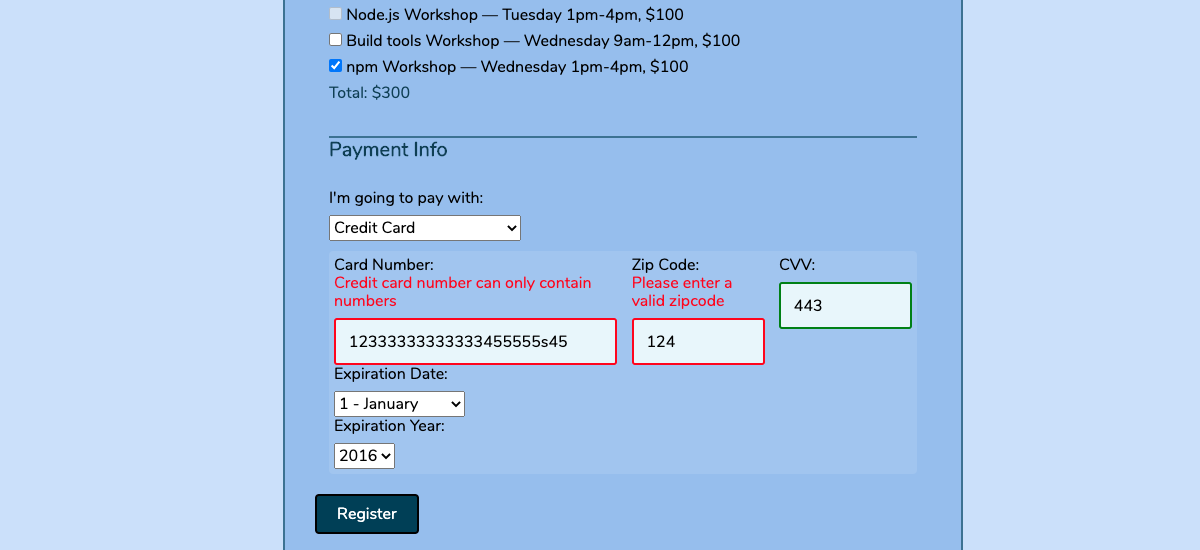 Node.js Workshop — Tuesday 1pm-4pm, $100
Build tools Workshop — Wednesday 9am-12pm, $100
npm Workshop — Wednesday 1pm-4pm, $100
Total: $300
Payment Info
I'm going to pay with:
Credit Card
Card Number:
Credit card number can only contain
numbers
12333333333333455555s45
Zip Code:
Please enter a
valid zipcode
124
CVV:
443
Expiration Date:
1 - January
Expiration Year:
2016
Register